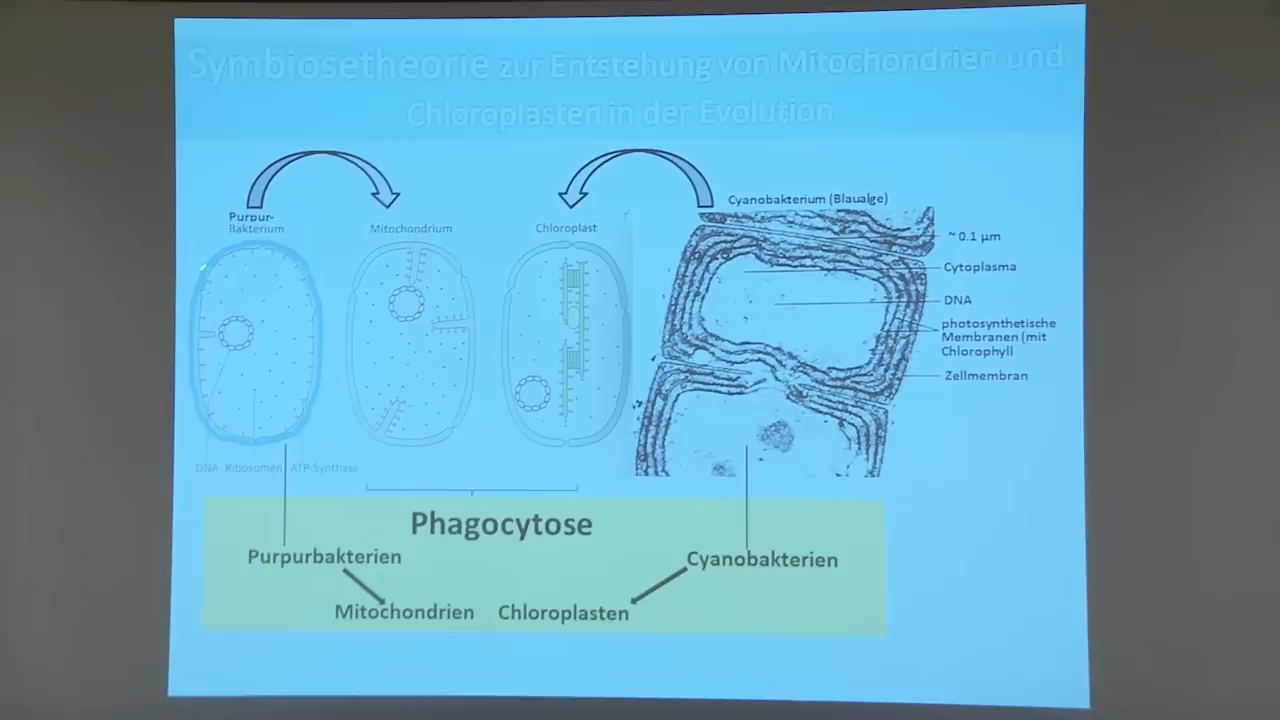 Symbiosetheorie zur Entstehung von Mitochondrien und
Chloroplasten in der Evolution
Purpur-
Bakterium
Mitochondrium
Chloroplast
Cyanobakterium (Blaualge)
~ 0.1 µm
Cytoplasma
DNA
photosynthetische
Membranen (mit
Chlorophyll
Zellmembran
DNA Ribosomen ATP-Synthase
Phagocytose
Purpurbakterien
Cyanobakterien
Mitochondrien
Chloroplasten